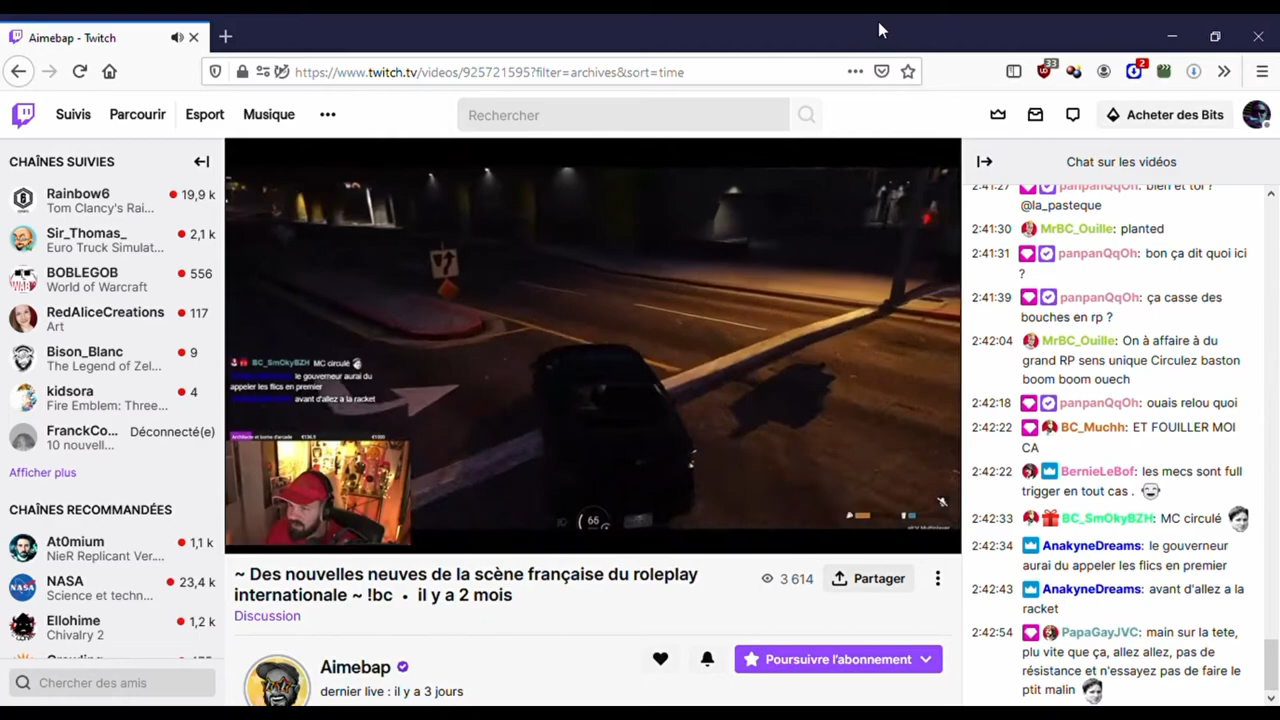 Aimebap - Twitch
https://www.twitch.tv/videos/925721595?filter=archives&sort=time
33
2
Suivis
Parcourir
Esport
Musique
Rechercher
Acheter des Bits
CHAÎNES SUIVIES
Rainbow6
19,9 k
Tom Clancy's Rai...
Sir_Thomas_
2,1 k
Euro Truck Simulat...
BOBLEGOB
556
World of Warcraft
RedAliceCreations
117
Art
Bison_Blanc
9
The Legend of Zel...
kidsora
4
Fire Emblem: Three...
FranckCo...
Déconnecté(e)
10 nouvell...
Afficher plus
CHAÎNES RECOMMANDÉES
At0mium
1,1 k
NieR Replicant Ver...
NASA
23,4 k
Science et techn...
Ellohime
1,2 k
Chivalry 2
Chercher des amis
BC_SmOkyBZH MC circulé
le gouverneur aurai du
appeler les flics en premier
avant d'allez a la racket
66
~ Des nouvelles neuves de la scène française du roleplay
internationale ~ !bc • il y a 2 mois
Discussion
3 614
Partager
Aimebap
dernier live : il y a 3 jours
Poursuivre l'abonnement
Chat sur les vidéos
2:41:27 panpanQqOh: bien et toi ?
@la_pasteque
2:41:30 MrBC_Ouille: planted
2:41:31 panpanQqOh: bon ça dit quoi ici
?
2:41:39 panpanQqOh: ça casse des
bouches en rp ?
2:42:04 MrBC_Ouille: On à affaire à du
grand RP sens unique Circulez baston
boom boom ouech
2:42:18 panpanQqOh: ouais relou quoi
2:42:22 BC_Muchh: ET FOUILLER MOI
CA
2:42:22 BernieLeBof: les mecs sont full
trigger en tout cas .
2:42:33 BC_SmOkyBZH: MC circulé
2:42:34 AnakyneDreams: le gouverneur
aurai du appeler les flics en premier
2:42:43 AnakyneDreams: avant d'allez a la
racket
2:42:54 PapaGayJVC: main sur la tete,
plu vite que ça, allez allez, pas de
résistance et n'essayez pas de faire le
ptit malin